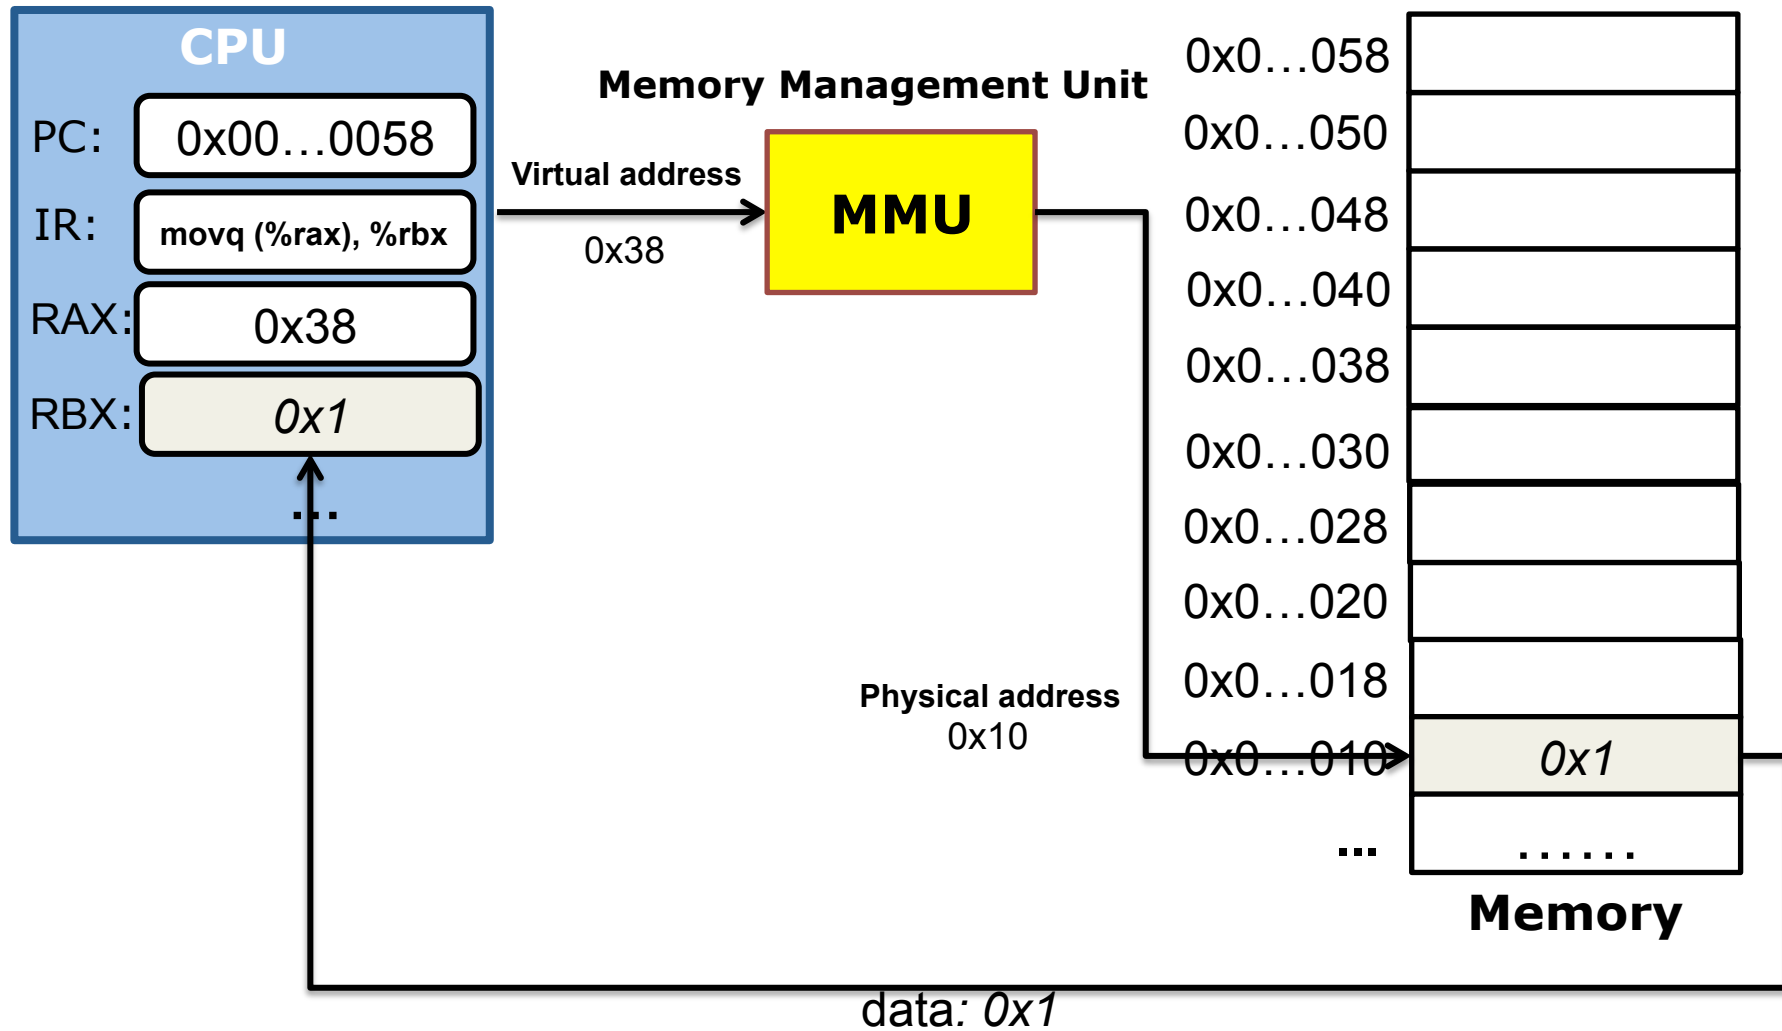 CPU
PC: 0x00…0058
IR: movq (%rax), %rbx
RAX: 0x38
RBX: 0x1
...
Memory Management Unit
Virtual address
0x38
MMU
Physical address
0x10
0x0…058
0x0…050
0x0…048
0x0…040
0x0…038
0x0…030
0x0…028
0x0…020
0x0…018
0x0…010 0x1
... ......
Memory
data: 0x1